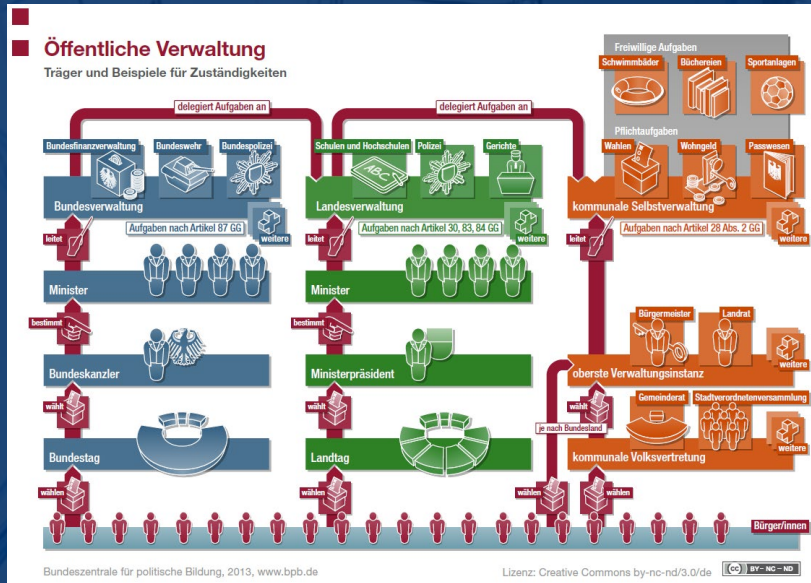 Öffentliche Verwaltung
Träger und Beispiele für Zuständigkeiten
delegiert Aufgaben an
delegiert Aufgaben an
Freiwillige Aufgaben
Schwimmbäder
Büchereien
Sportanlagen
Pflichtaufgaben
Bundesfinanzverwaltung
Bundeswehr
Bundespolizei
Schulen und Hochschulen
Polizei
Gerichte
Wahlen
Wohngeld
Passwesen
ABC
Bundesverwaltung
Landesverwaltung
kommunale Selbstverwaltung
Aufgaben nach Artikel 87 GG
Aufgaben nach Artikel 30, 83, 84 GG
Aufgaben nach Artikel 28 Abs. 2 GG
leitet
weitere
leitet
weitere
leitet
weitere
Minister
Minister
bestimmt
bestimmt
Bürgermeister
Landrat
Bundeskanzler
Ministerpräsident
oberste Verwaltungsinstanz
weitere
wählt
wählt
wählt
Gemeinderat
Stadtverordnetenversammlung
je nach Bundesland
Bundestag
Landtag
kommunale Volksvertretung
weitere
wählen
wählen
wählen
wählen
Bürger/innen
Bundeszentrale für politische Bildung, 2013, www.bpb.de
Lizenz: Creative Commons by-nc-nd/3.0/de
cc BY-NC-ND